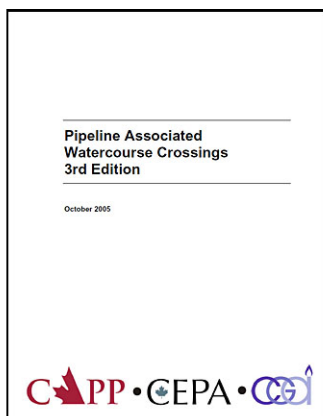 Pipeline Associated
Watercourse Crossings
3rd Edition
October 2005
CAPP • CEPA • CGA